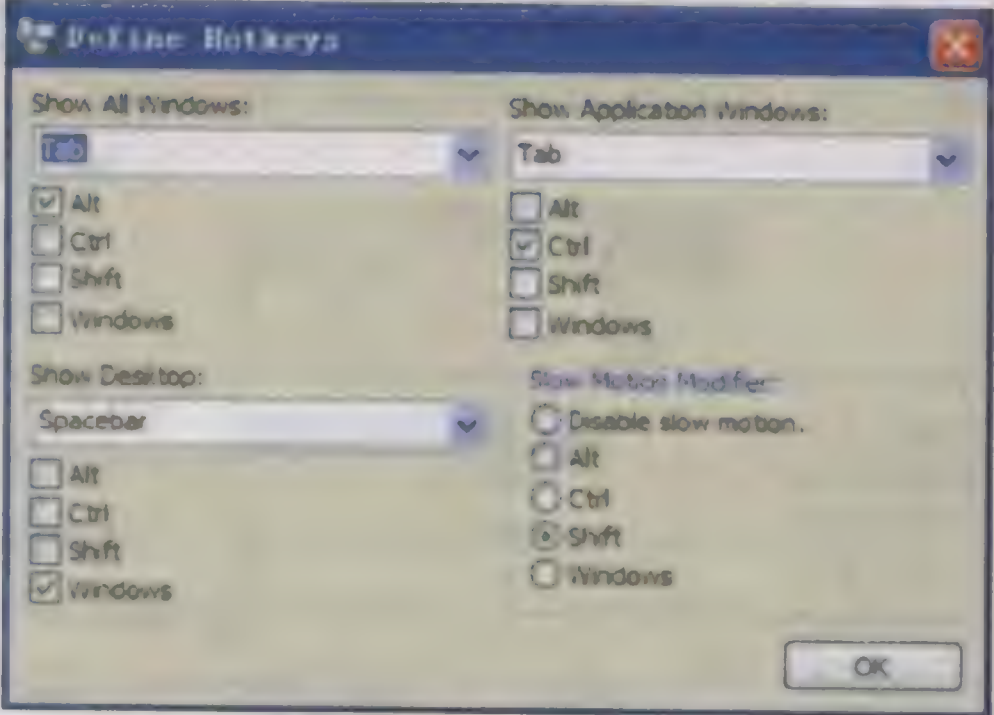 Define Hotkeys
Show All Windows:
Tab
Alt
Ctrl
Shift
Windows
Show Application Windows:
Tab
Alt
Ctrl
Shift
Windows
Show Desktop:
Spacebar
Alt
Ctrl
Shift
Windows
Slow Motion Modifier:
Disable slow motion.
Alt
Ctrl
Shift
Windows
OK